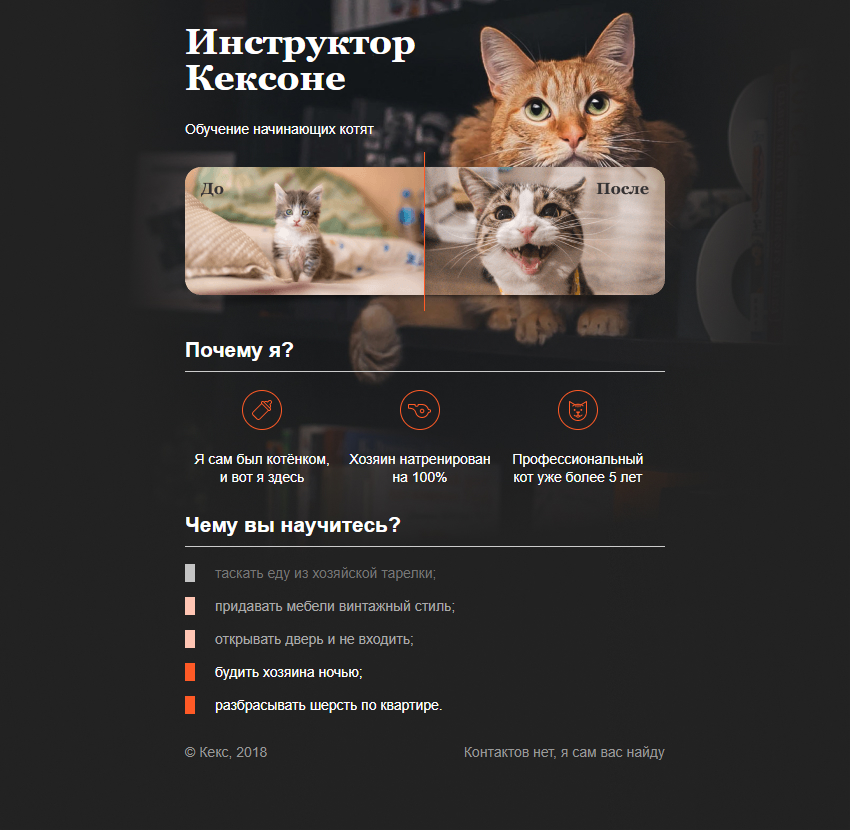 Инструктор
Кексоне
Обучение начинающих котят
До
После
Почему я?
Я сам был котёнком,
и вот я здесь
Хозяин натренирован
на 100%
Профессиональный
кот уже более 5 лет
Чему вы научитесь?
таскать еду из хозяйской тарелки;
придавать мебели винтажный стиль;
открывать дверь и не входить;
будить хозяина ночью;
разбрасывать шерсть по квартире.
© Кекс, 2018
Контактов нет, я сам вас найду